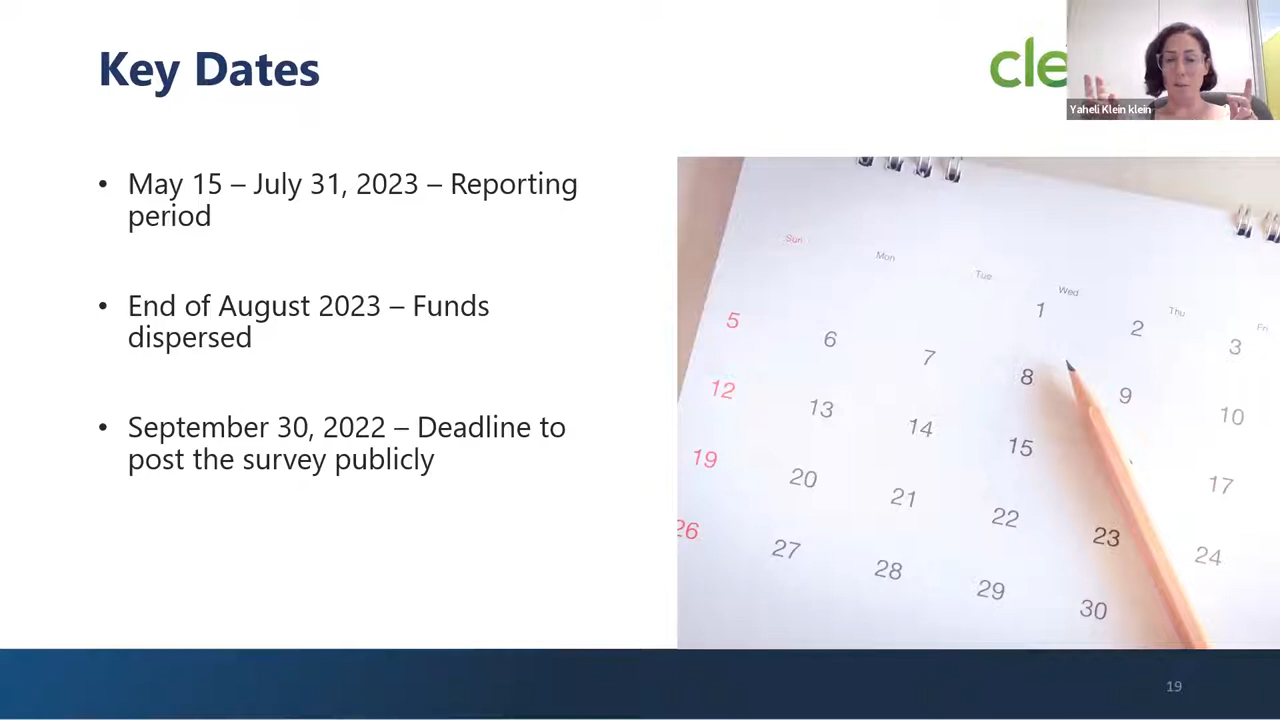 Key Dates
cle
Yaheli Klein klein
• May 15 – July 31, 2023 – Reporting
period
• End of August 2023 – Funds
dispersed
• September 30, 2022 – Deadline to
post the survey publicly
Sun
Mon
Tue
Wed
Thu
Fri
1
2
3
5
6
7
8
9
10
12
13
14
15
17
19
20
21
22
23
24
26
27
28
29
30
19